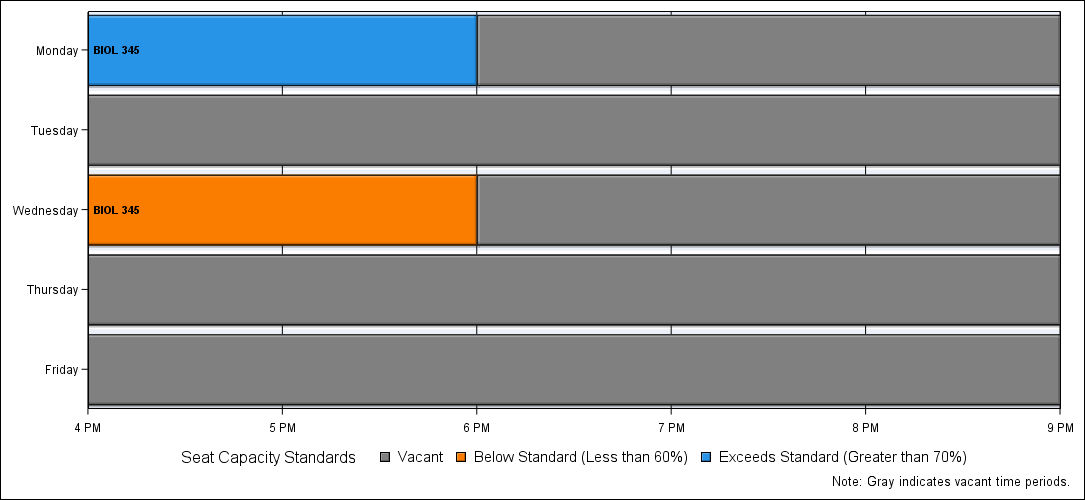 Monday
BIOL 345
Tuesday
Wednesday
BIOL 345
Thursday
Friday
4 PM 5 PM 6 PM 7 PM 8 PM 9 PM
Seat Capacity Standards Vacant Below Standard (Less than 60%) Exceeds Standard (Greater than 70%)
Note: Gray indicates vacant time periods.